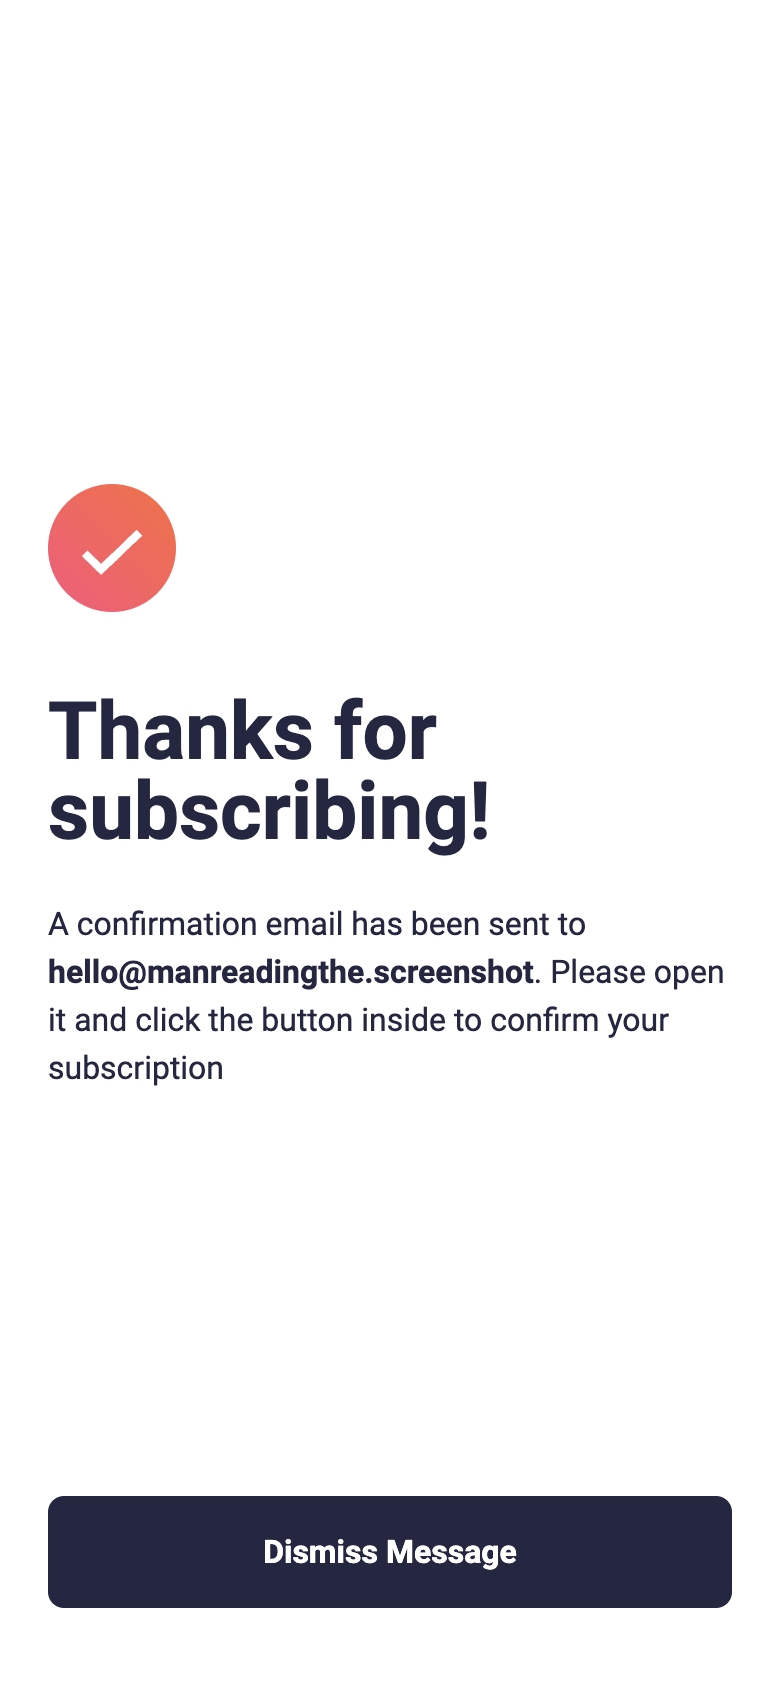 Thanks for
subscribing!
A confirmation email has been sent to
hello@manreadingthe.screenshot. Please open
it and click the button inside to confirm your
subscription
Dismiss Message